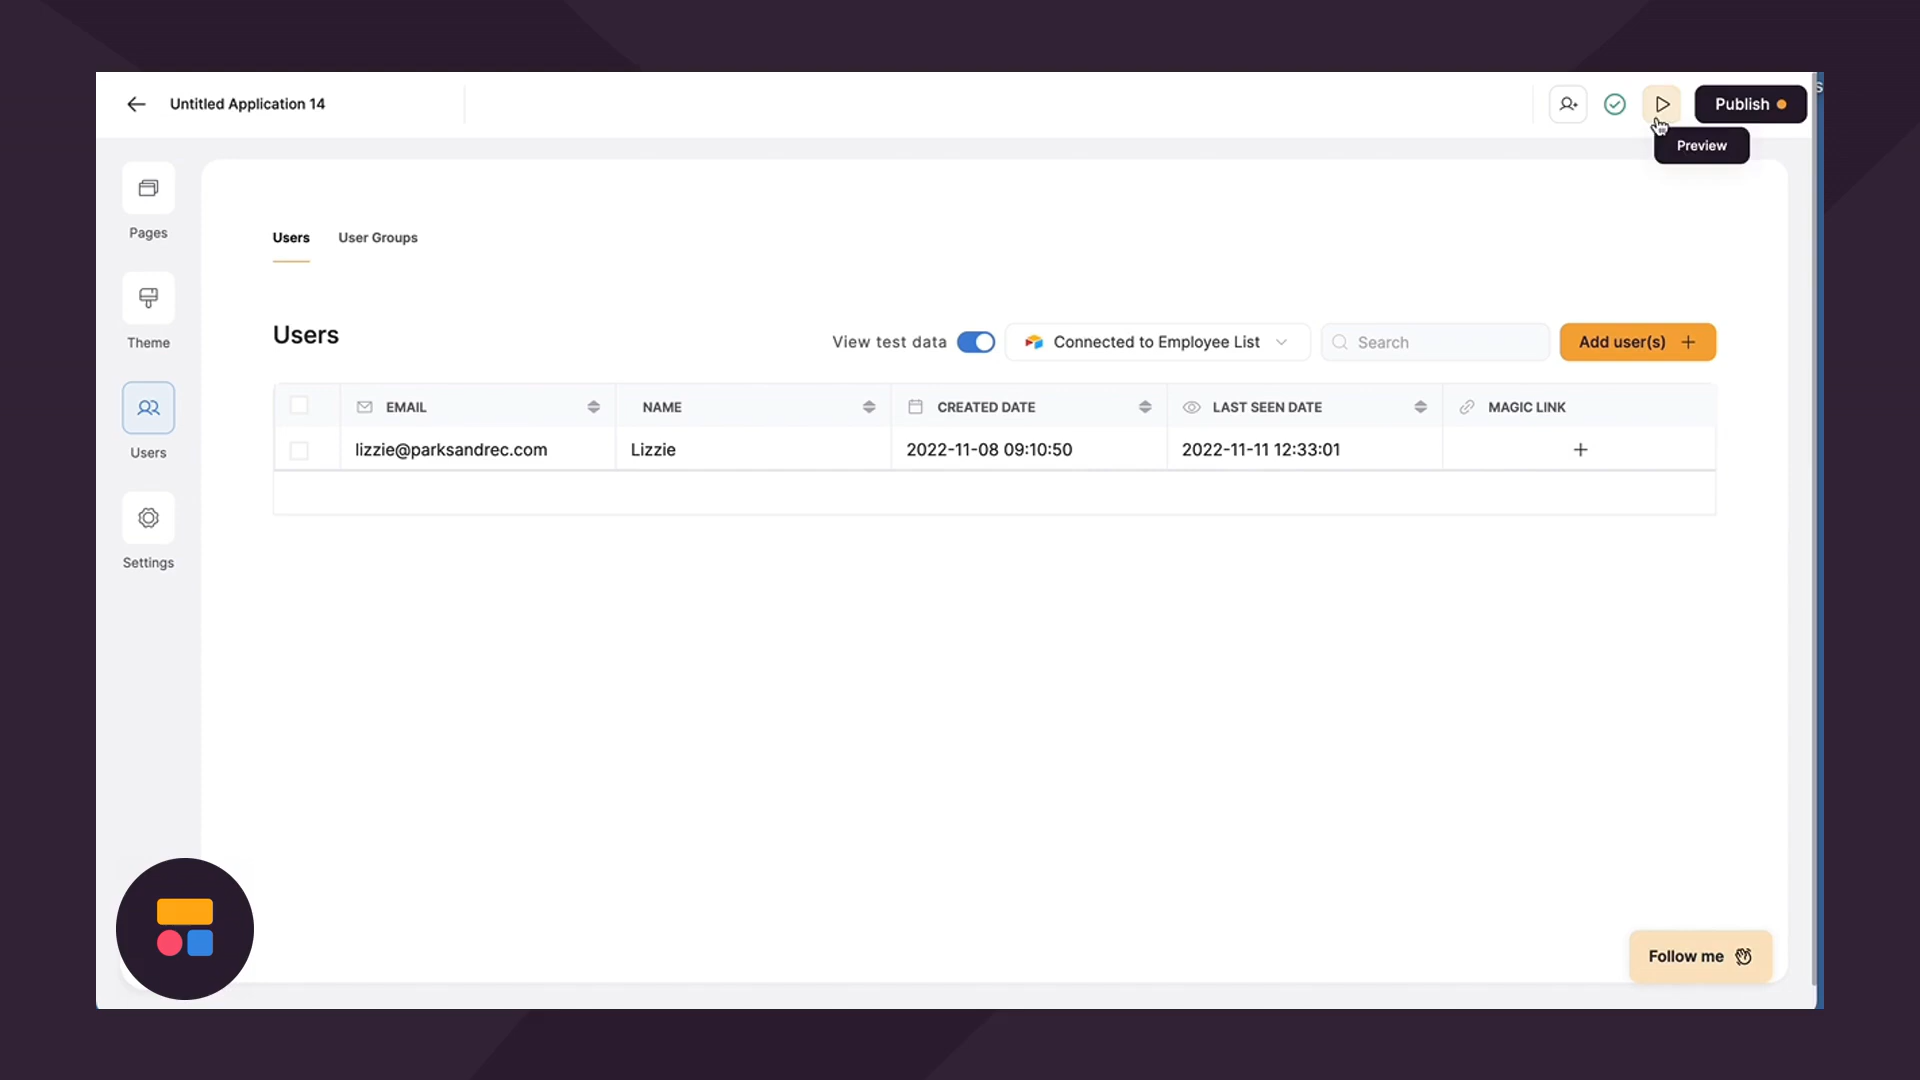 Untitled Application 14
Publish
Preview
s
Pages
Theme
Users
Settings
Users User Groups
Users
View test data
Connected to Employee List
Search
Add user(s) +
EMAIL NAME CREATED DATE LAST SEEN DATE MAGIC LINK
lizzie@parksandrec.com Lizzie 2022-11-08 09:10:50 2022-11-11 12:33:01 +
Follow me